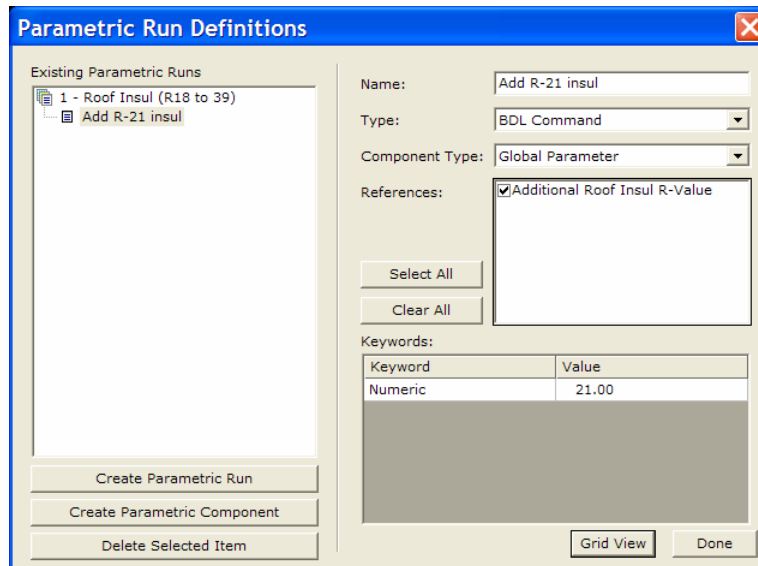 Parametric Run Definitions
Existing Parametric Runs
1 - Roof Insul (R18 to 39)
Add R-21 insul
Create Parametric Run
Create Parametric Component
Delete Selected Item
Name: Add R-21 insul
Type: BDL Command
Component Type: Global Parameter
References: Additional Roof Insul R-Value
Select All
Clear All
Keywords:
Keyword Value
Numeric 21.00
Grid View Done